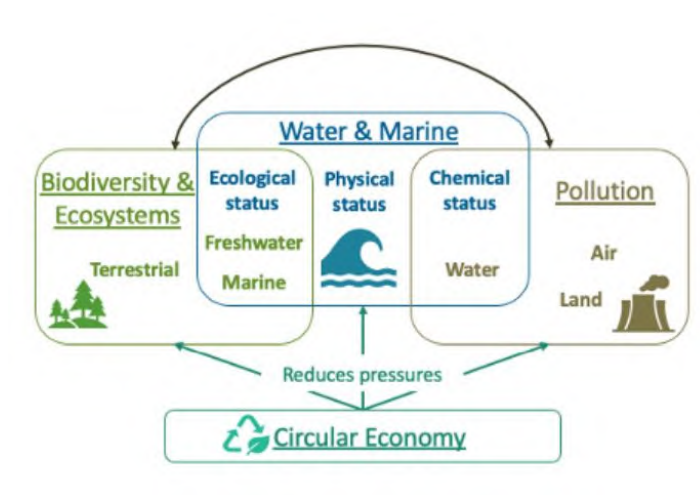 Water & Marine
Biodiversity &
Ecosystems
Terrestrial
Ecological
status
Freshwater
Marine
Physical
status
Chemical
status
Water
Pollution
Air
Land
Reduces pressures
Circular Economy